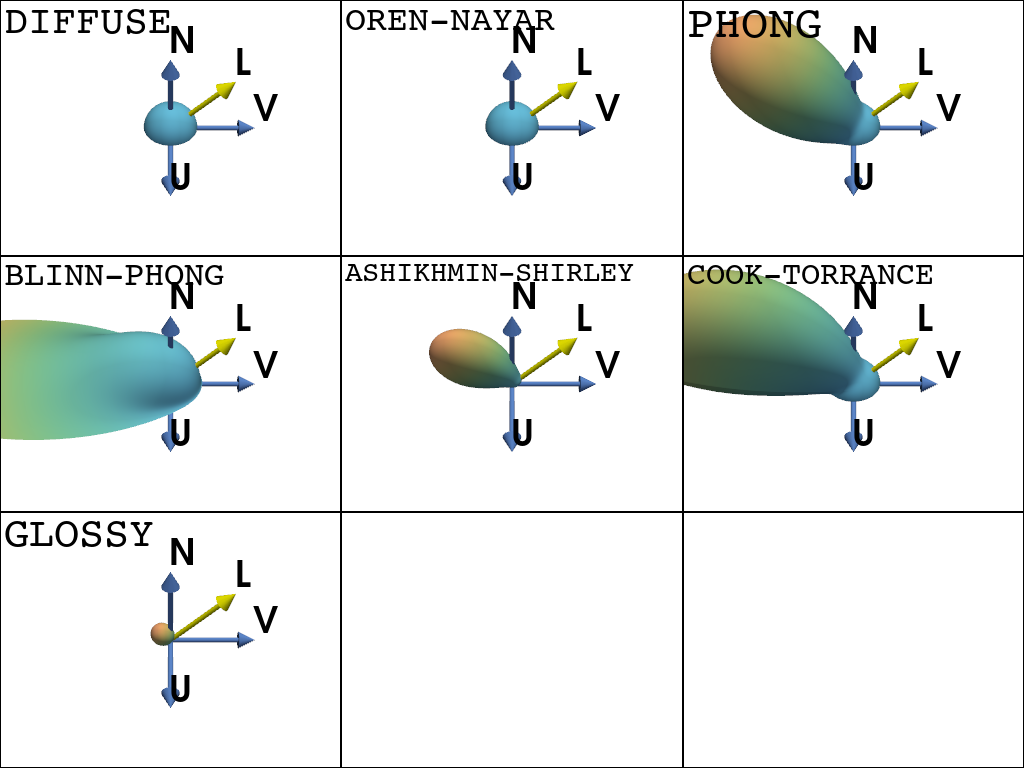 DIFFUSE
N
L
V
U
OREN-NAYAR
N
L
V
U
PHONG
N
L
V
U
BLINN-PHONG
N
L
V
U
ASHIKHMIN-SHIRLEY
N
L
V
U
COOK-TORRANCE
N
L
V
U
GLOSSY
N
L
V
U